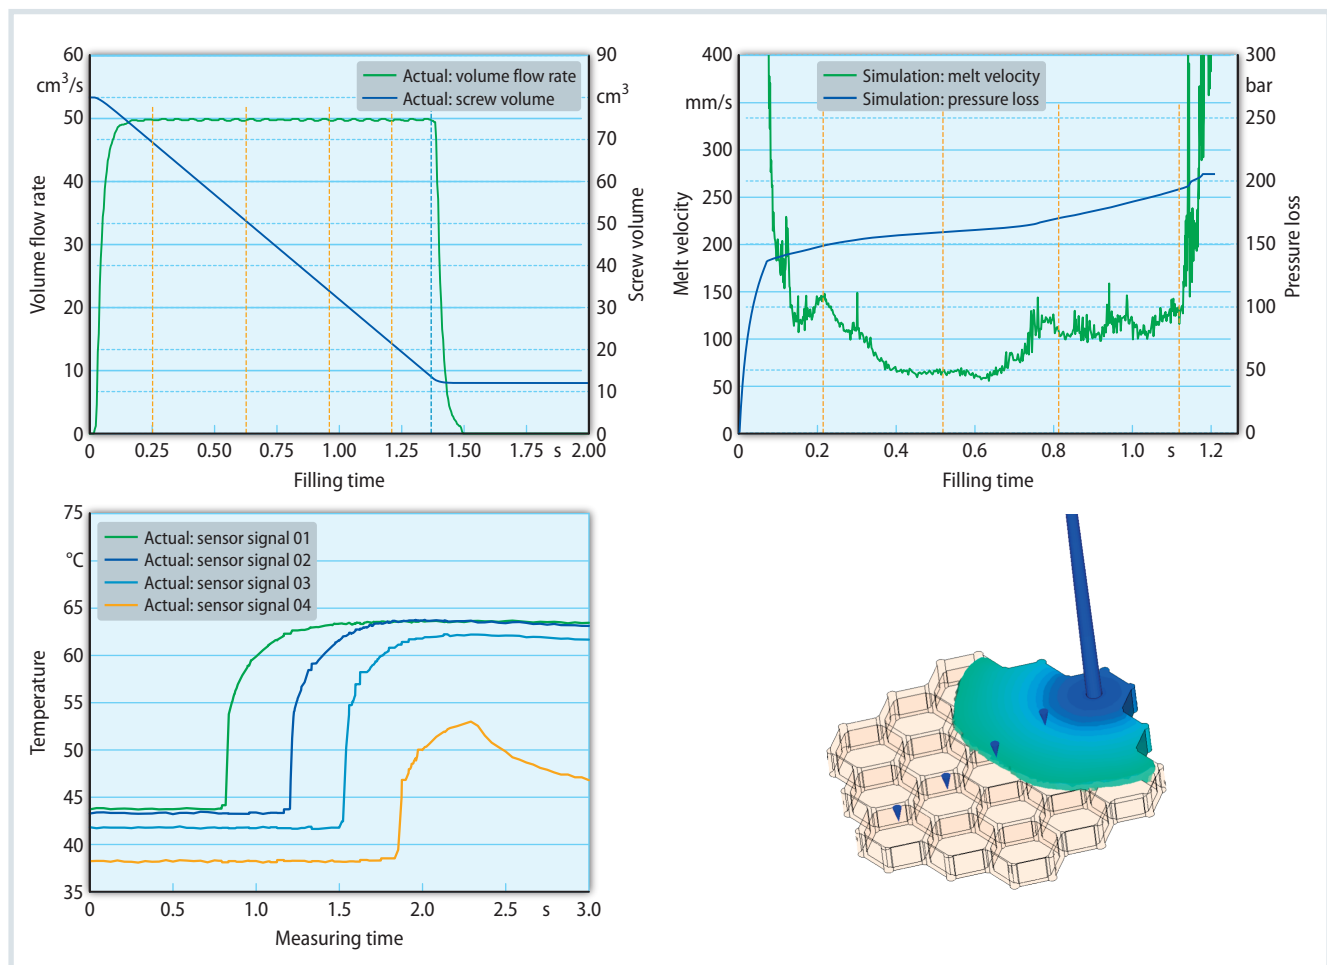 60
cm³/s
50
40
30
20
10
0
Volume flow rate
Actual: volume flow rate
Actual: screw volume
90
cm³
70
60
50
40
30
20
10
0
Screw volume
0 0.25 0.50 0.75 1.00 1.25 1.50 s 2.00
Filling time
400
mm/s
300
250
200
150
100
50
0
Melt velocity
Simulation: melt velocity
Simulation: pressure loss
300
bar
250
200
150
100
50
0
Pressure loss
0 0.2 0.4 0.6 0.8 1.0 s 1.2
Filling time
75
°C
65
60
55
50
45
40
35
Temperature
Actual: sensor signal 01
Actual: sensor signal 02
Actual: sensor signal 03
Actual: sensor signal 04
0 0.5 1.0 1.5 2.0 2.5 s 3.0
Measuring time